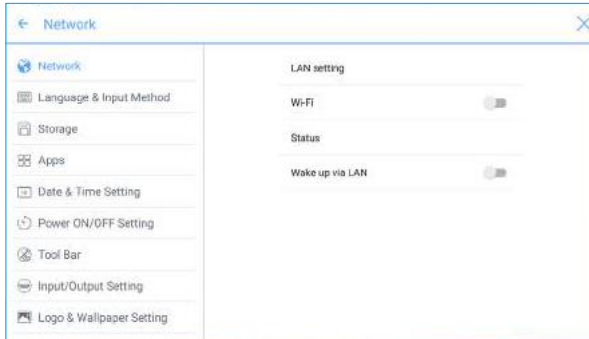 Network
Network
Language & Input Method
Storage
Apps
Date & Time Setting
Power ON/OFF Setting
Tool Bar
Input/Output Setting
Logo & Wallpaper Setting
LAN setting
Wi-Fi
Status
Wake up via LAN